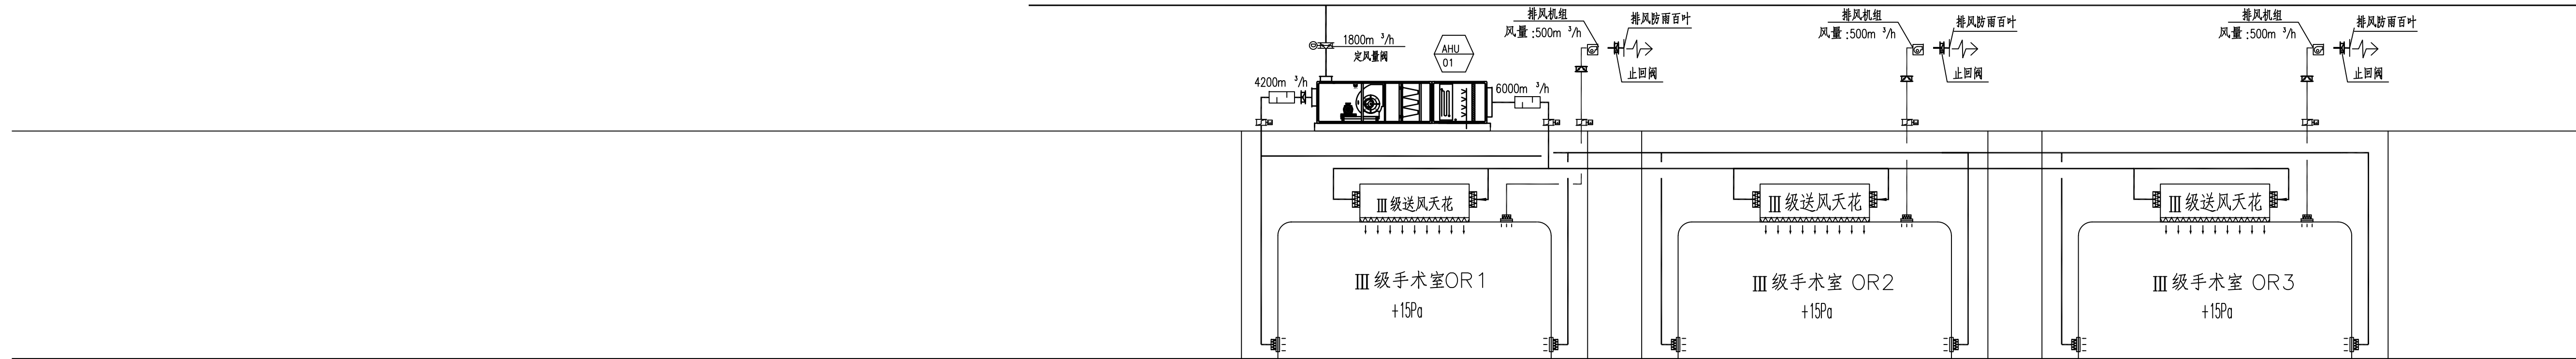 排风机组
风量:500m ³/h
排风防雨百叶
止回阀
排风机组
风量:500m ³/h
排风防雨百叶
止回阀
排风机组
风量:500m ³/h
排风防雨百叶
止回阀
1800m ³/h
定风量阀
AHU
01
4200m ³/h
6000m ³/h
Ⅲ级送风天花
Ⅲ级送风天花
Ⅲ级送风天花
Ⅲ级手术室OR1
+15Pa
Ⅲ级手术室 OR2
+15Pa
Ⅲ级手术室 OR3
+15Pa